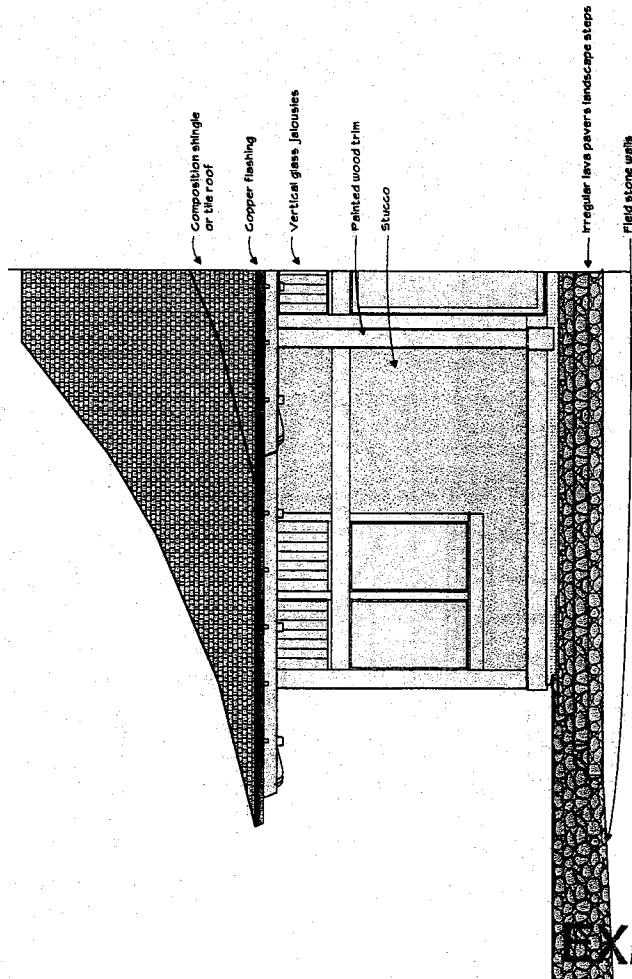 Composition shingle
or tile roof
Copper flashing
Vertical glass jalousies
Painted wood trim
Stucco
Irregular lava pavers landscape steps
Field stone walls